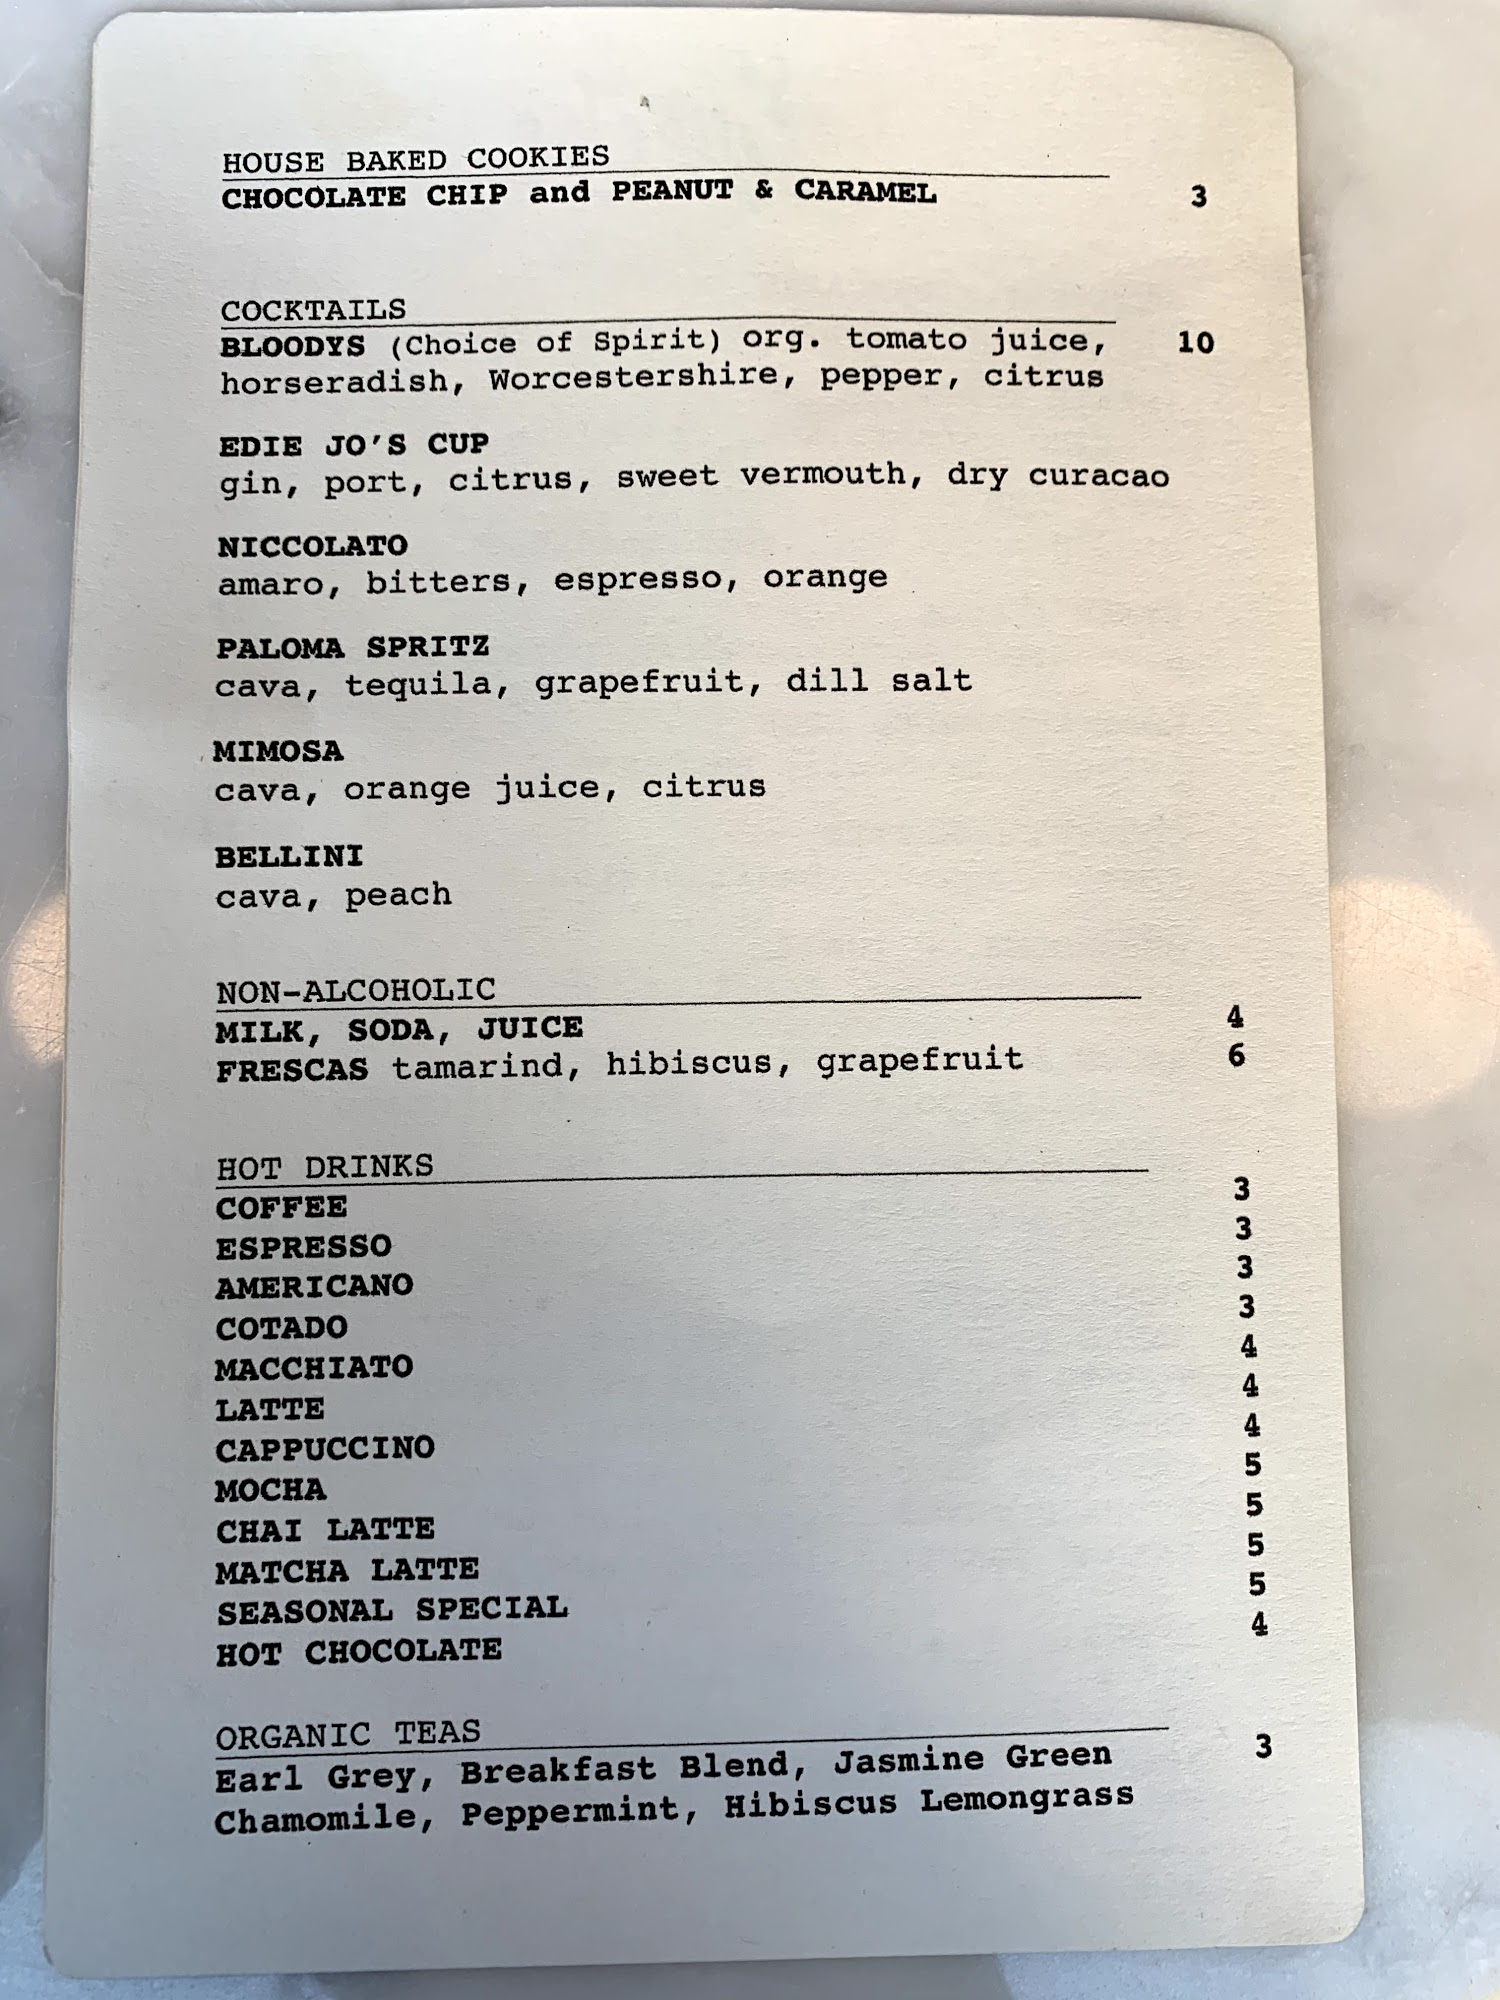 HOUSE BAKED COOKIES
CHOCOLATE CHIP and PEANUT & CARAMEL 3
COCKTAILS
BLOODYS (Choice of Spirit) org. tomato juice, 10
horseradish, Worcestershire, pepper, citrus
EDIE JO'S CUP
gin, port, citrus, sweet vermouth, dry curacao
NICCOLATO
amaro, bitters, espresso, orange
PALOMA SPRITZ
cava, tequila, grapefruit, dill salt
MIMOSA
cava, orange juice, citrus
BELLINI
cava, peach
NON-ALCOHOLIC
MILK, SODA, JUICE 4
FRESCAS tamarind, hibiscus, grapefruit 6
HOT DRINKS
COFFEE 3
ESPRESSO 3
AMERICANO 3
COTADO 3
MACCHIATO 4
LATTE 4
CAPPUCCINO 4
MOCHA 5
CHAI LATTE 5
MATCHA LATTE 5
SEASONAL SPECIAL 5
HOT CHOCOLATE 4
ORGANIC TEAS
Earl Grey, Breakfast Blend, Jasmine Green 3
Chamomile, Peppermint, Hibiscus Lemongrass